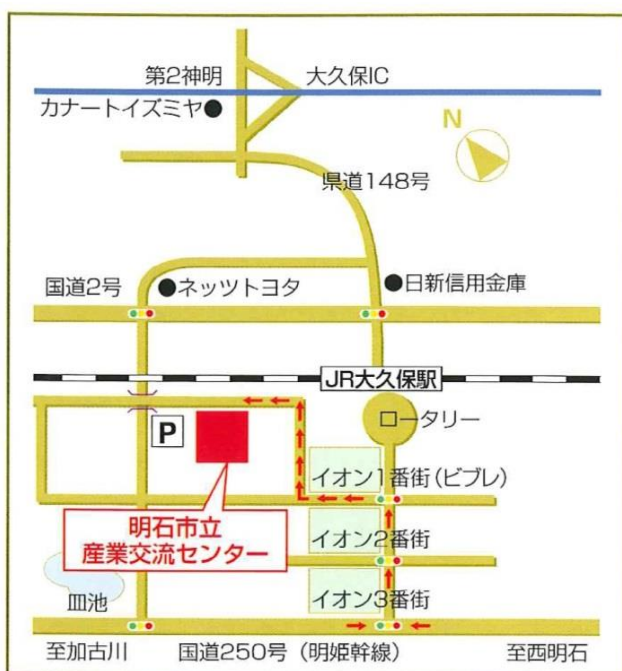 第2神明
大久保IC
カナートイズミヤ
N
県道148号
国道2号
ネッツトヨタ
日新信用金庫
JR大久保駅
P
ロータリー
イオン1番街(ビブレ)
明石市立
産業交流センター
イオン2番街
皿池
イオン3番街
至加古川
国道250号(明姫幹線)
至西明石